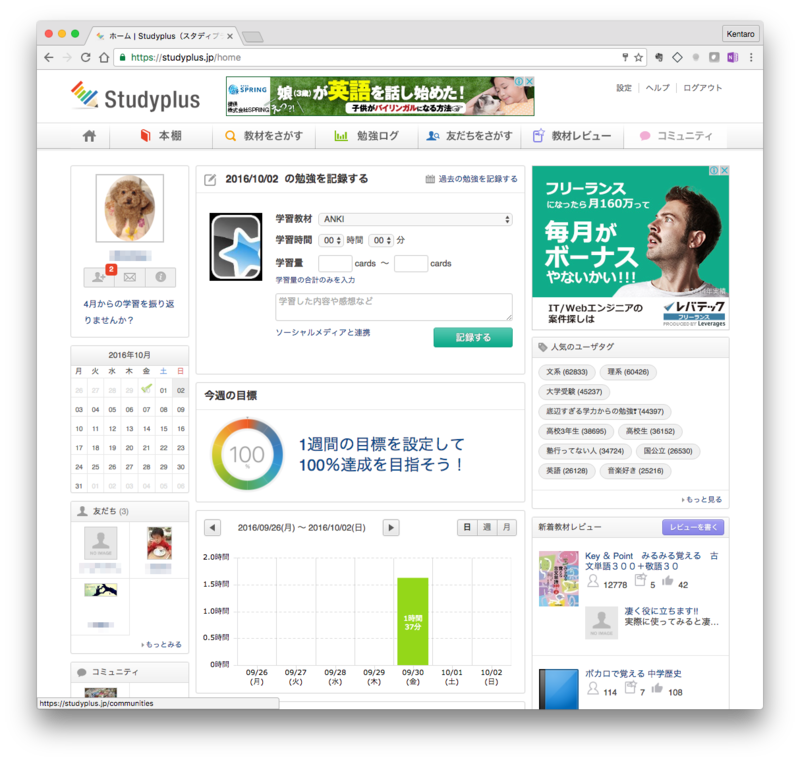 ホーム | Studyplus（スタディプ
Kentaro
https://studyplus.jp/home
Studyplus
SPRING
提供
株式会社SPRING
娘(3歳)が英語を話し始めた!
えっ?!
子供がバイリンガルになる方法
設定 ヘルプ ログアウト
本棚 教材をさがす 勉強ログ 友だちをさがす 教材レビュー コミュニティ
2
4月からの学習を振り返
りませんか？
2016年10月
月 火 水 木 金 土 日
26 27 28 29 01 02
03 04 05 06 07 08 09
10 11 12 13 14 15 16
17 18 19 20 21 22 23
24 25 26 27 28 29 30
31 01 02 03 04 05 06
友だち (3)
NO IMAGE
もっとみる
コミュニティ
2016/10/02 の勉強を記録する
過去の勉強を記録する
学習教材 ANKI
学習時間 00 時間 00 分
学習量 cards ～ cards
学習量の合計のみを入力
学習した内容や感想など
ソーシャルメディアと連携
記録する
今週の目標
100
%
1週間の目標を設定して
100%達成を目指そう！
2016/09/26(月) ～ 2016/10/02(日)
日 週 月
2.0時間
1.5時間
1.0時間
0.5時間
0時間
1時間
37分
09/26 09/27 09/28 09/29 09/30 10/01 10/02
(月) (火) (水) (木) (金) (土) (日)
フリーランス
になったら月160万って
毎月が
ボーナス
やないかい!!!
IT/Webエンジニアの
案件探しは
レバテック
フリーランス
PRODUCED BY Leverages
人気のユーザタグ
文系 (62833) 理系 (60426)
大学受験 (45237)
底辺すぎる学力からの勉強❣(44397)
高校3年生 (38695) 高校生 (36152)
塾行ってない人 (34724) 国公立 (26530)
英語 (26128) 音楽好き (25216)
もっと見る
新着教材レビュー
レビューを書く
Key & Point みるみる覚える 古
文単語３００＋敬語３０
12778 5 42
NO IMAGE
凄く役に立ちます!!
実際に使ってみると凄...
ボカロで覚える 中学歴史
114 7 108
https://studyplus.jp/communities